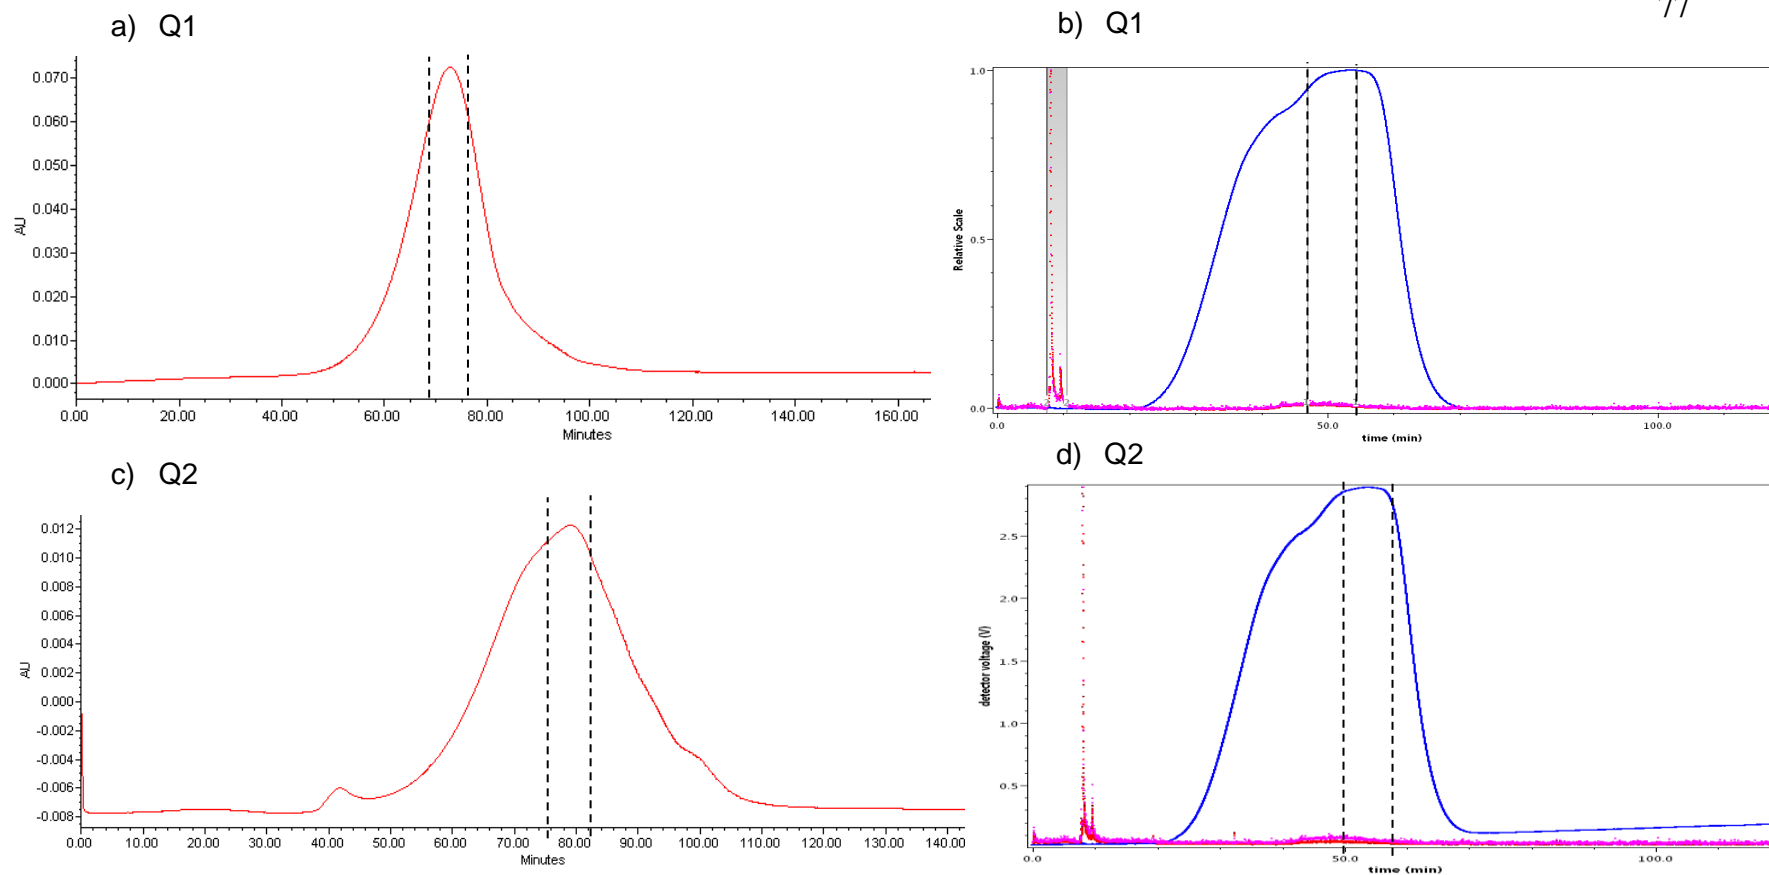 77
a) Q1
b) Q1
0.070
0.060
0.050
0.040
0.030
0.020
0.010
0.000
AU
0.00 20.00 40.00 60.00 80.00 100.00 120.00 140.00 160.00
Minutes
1.0
0.5
0.0
Relative Scale
0.0 50.0 100.0
time (min)
c) Q2
d) Q2
0.012
0.010
0.008
0.006
0.004
0.002
0.000
-0.002
-0.004
-0.006
-0.008
AU
0.00 10.00 20.00 30.00 40.00 50.00 60.00 70.00 80.00 90.00 100.00 110.00 120.00 130.00 140.00
Minutes
2.5
2.0
1.5
1.0
0.5
detector voltage (V)
0.0 50.0 100.0
time (min)